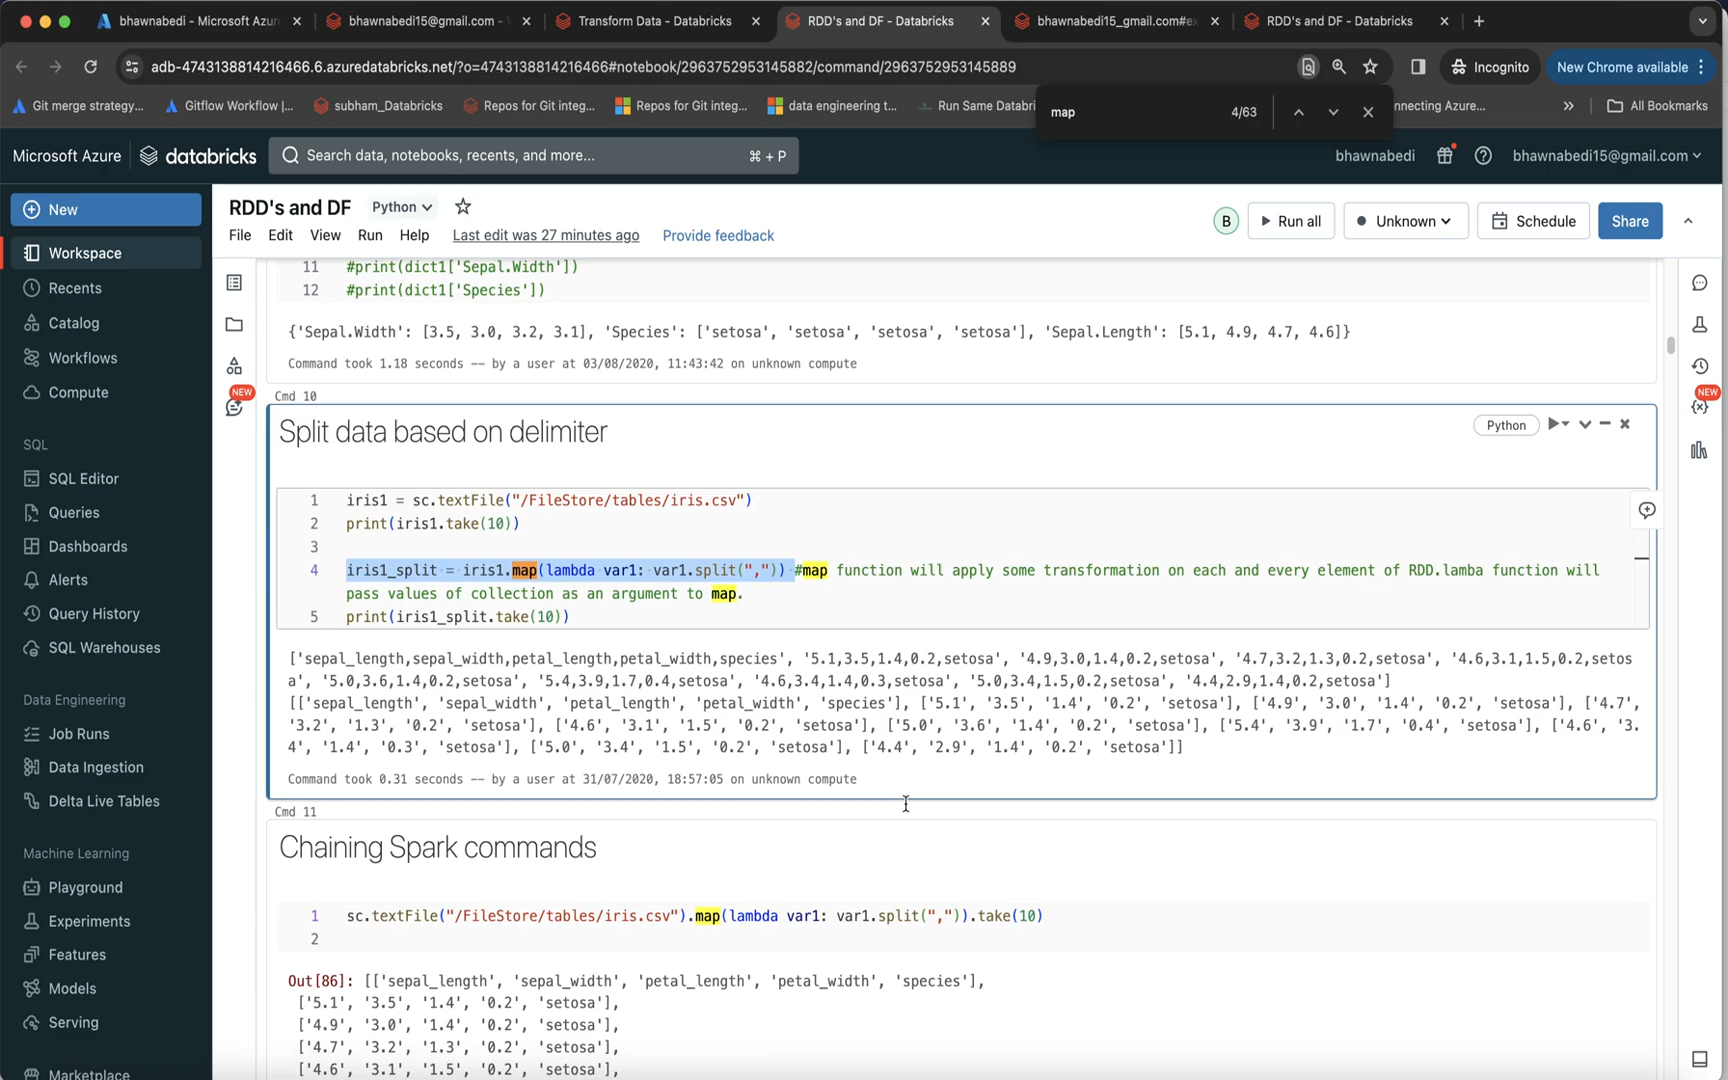 bhawnabedi - Microsoft Azu
bhawnabedi15@gmail.com -
Transform Data - Databricks
RDD's and DF - Databricks
bhawnabedi15_gmail.com#e
RDD's and DF - Databricks
adb-4743138814216466.6.azuredatabricks.net/?o=4743138814216466#notebook/2963752953145882/command/2963752953145889
Incognito
New Chrome available
Git merge strategy...
Gitflow Workflow |...
subham_Databricks
Repos for Git integ...
Repos for Git integ...
data engineering t...
Run Same Databri
nnecting Azure...
»
All Bookmarks
map
4/63
Microsoft Azure
databricks
Search data, notebooks, recents, and more...
⌘ + P
bhawnabedi
bhawnabedi15@gmail.com
New
Workspace
Recents
Catalog
Workflows
Compute
SQL
SQL Editor
Queries
Dashboards
Alerts
Query History
SQL Warehouses
Data Engineering
Job Runs
Data Ingestion
Delta Live Tables
Machine Learning
Playground
Experiments
Features
Models
Serving
Marketplace
RDD's and DF
Python
File Edit View Run Help
Last edit was 27 minutes ago
Provide feedback
B
Run all
Unknown
Schedule
Share
NEW
NEW
11 #print(dict1['Sepal.Width'])
12 #print(dict1['Species'])
{'Sepal.Width': [3.5, 3.0, 3.2, 3.1], 'Species': ['setosa', 'setosa', 'setosa', 'setosa'], 'Sepal.Length': [5.1, 4.9, 4.7, 4.6]}
Command took 1.18 seconds -- by a user at 03/08/2020, 11:43:42 on unknown compute
Cmd 10
Split data based on delimiter
Python
1 iris1 = sc.textFile("/FileStore/tables/iris.csv")
2 print(iris1.take(10))
3
4 iris1_split = iris1.map(lambda var1: var1.split(",")) #map function will apply some transformation on each and every element of RDD.lamba function will
pass values of collection as an argument to map.
5 print(iris1_split.take(10))
['sepal_length,sepal_width,petal_length,petal_width,species', '5.1,3.5,1.4,0.2,setosa', '4.9,3.0,1.4,0.2,setosa', '4.7,3.2,1.3,0.2,setosa', '4.6,3.1,1.5,0.2,setos
a', '5.0,3.6,1.4,0.2,setosa', '5.4,3.9,1.7,0.4,setosa', '4.6,3.4,1.4,0.3,setosa', '5.0,3.4,1.5,0.2,setosa', '4.4,2.9,1.4,0.2,setosa']
[['sepal_length', 'sepal_width', 'petal_length', 'petal_width', 'species'], ['5.1', '3.5', '1.4', '0.2', 'setosa'], ['4.9', '3.0', '1.4', '0.2', 'setosa'], ['4.7',
'3.2', '1.3', '0.2', 'setosa'], ['4.6', '3.1', '1.5', '0.2', 'setosa'], ['5.0', '3.6', '1.4', '0.2', 'setosa'], ['5.4', '3.9', '1.7', '0.4', 'setosa'], ['4.6', '3.
4', '1.4', '0.3', 'setosa'], ['5.0', '3.4', '1.5', '0.2', 'setosa'], ['4.4', '2.9', '1.4', '0.2', 'setosa']]
Command took 0.31 seconds -- by a user at 31/07/2020, 18:57:05 on unknown compute
Cmd 11
Chaining Spark commands
1 sc.textFile("/FileStore/tables/iris.csv").map(lambda var1: var1.split(",")).take(10)
2
Out[86]: [['sepal_length', 'sepal_width', 'petal_length', 'petal_width', 'species'],
['5.1', '3.5', '1.4', '0.2', 'setosa'],
['4.9', '3.0', '1.4', '0.2', 'setosa'],
['4.7', '3.2', '1.3', '0.2', 'setosa'],
['4.6', '3.1', '1.5', '0.2', 'setosa'],